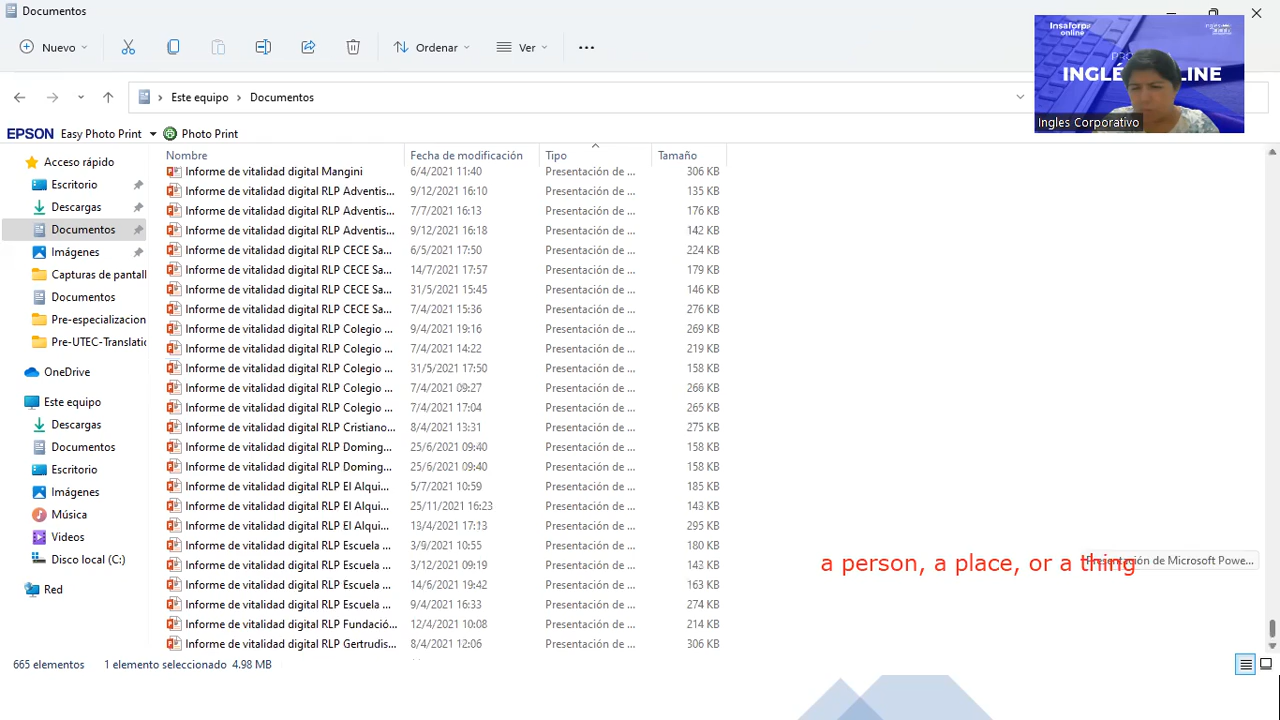 Documentos
Nuevo
Ordenar
Ver
Este equipo > Documentos
EPSON Easy Photo Print Photo Print
Insaforp online
INGLÉ LINE
Ingles Corporativo
Acceso rápido
Escritorio
Descargas
Documentos
Imágenes
Capturas de pantall
Documentos
Pre-especializacion
Pre-UTEC-Translatio
OneDrive
Este equipo
Descargas
Documentos
Escritorio
Imágenes
Música
Videos
Disco local (C:)
Red
Nombre Fecha de modificación Tipo Tamaño
Informe de vitalidad digital Mangini 6/4/2021 11:40 Presentación de ... 306 KB
Informe de vitalidad digital RLP Adventis... 9/12/2021 16:10 Presentación de ... 135 KB
Informe de vitalidad digital RLP Adventis... 7/7/2021 16:13 Presentación de ... 176 KB
Informe de vitalidad digital RLP Adventis... 9/12/2021 16:18 Presentación de ... 142 KB
Informe de vitalidad digital RLP CECE Sa... 6/5/2021 17:50 Presentación de ... 224 KB
Informe de vitalidad digital RLP CECE Sa... 14/7/2021 17:57 Presentación de ... 179 KB
Informe de vitalidad digital RLP CECE Sa... 31/5/2021 15:45 Presentación de ... 146 KB
Informe de vitalidad digital RLP CECE Sa... 7/4/2021 15:36 Presentación de ... 276 KB
Informe de vitalidad digital RLP Colegio ... 9/4/2021 19:16 Presentación de ... 269 KB
Informe de vitalidad digital RLP Colegio ... 7/4/2021 14:22 Presentación de ... 219 KB
Informe de vitalidad digital RLP Colegio ... 31/5/2021 17:50 Presentación de ... 158 KB
Informe de vitalidad digital RLP Colegio ... 7/4/2021 09:27 Presentación de ... 266 KB
Informe de vitalidad digital RLP Colegio ... 7/4/2021 17:04 Presentación de ... 265 KB
Informe de vitalidad digital RLP Cristiano... 8/4/2021 13:31 Presentación de ... 275 KB
Informe de vitalidad digital RLP Doming... 25/6/2021 09:40 Presentación de ... 158 KB
Informe de vitalidad digital RLP Doming... 25/6/2021 09:40 Presentación de ... 158 KB
Informe de vitalidad digital RLP El Alqui... 5/7/2021 10:59 Presentación de ... 185 KB
Informe de vitalidad digital RLP El Alqui... 25/11/2021 16:23 Presentación de ... 143 KB
Informe de vitalidad digital RLP El Alqui... 13/4/2021 17:13 Presentación de ... 295 KB
Informe de vitalidad digital RLP Escuela ... 3/9/2021 10:55 Presentación de ... 180 KB
Informe de vitalidad digital RLP Escuela ... 3/12/2021 09:19 Presentación de ... 143 KB
Informe de vitalidad digital RLP Escuela ... 14/6/2021 19:42 Presentación de ... 163 KB
Informe de vitalidad digital RLP Escuela ... 9/4/2021 16:33 Presentación de ... 274 KB
Informe de vitalidad digital RLP Fundació... 12/4/2021 10:08 Presentación de ... 214 KB
Informe de vitalidad digital RLP Gertrudis... 8/4/2021 12:06 Presentación de ... 306 KB
a person, a place, or a thing
Presentación de Microsoft Powe...
665 elementos 1 elemento seleccionado 4.98 MB